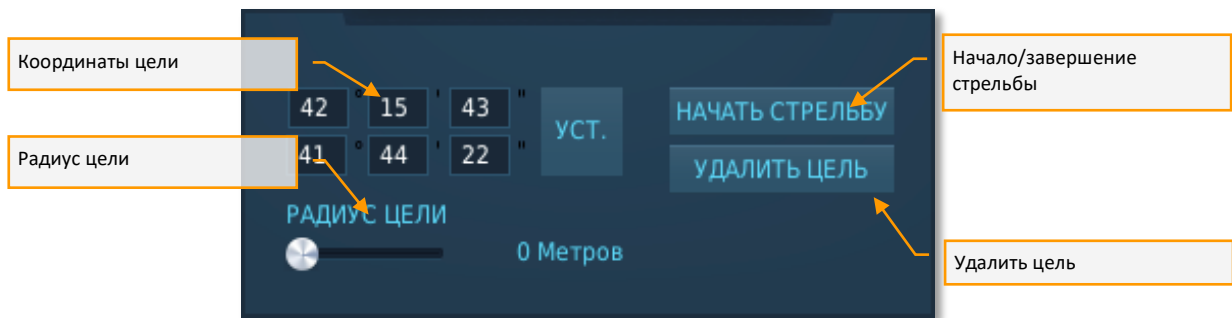 Координаты цели
Радиус цели
42 ° 15 ' 43 "
41 ° 44 ' 22 "
УСТ.
РАДИУС ЦЕЛИ
0 Метров
НАЧАТЬ СТРЕЛЬБУ
УДАЛИТЬ ЦЕЛЬ
Начало/завершение
стрельбы
Удалить цель